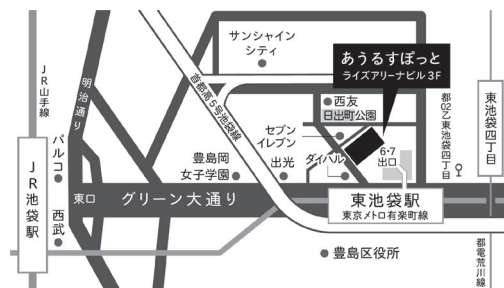 サンシャイン
シティ
あうるすぽっと
ライズアリーナビル3F
JR山手線
明治通り
首都高5号池袋線
西友
日出町公園
都02乙東池袋四丁目
東池袋四丁目
パルコ
セブン
イレブン
豊島岡
女子学園
出光
ダイハツ
6・7
出口
JR池袋駅
東口
グリーン大通り
東池袋駅
東京メトロ有楽町線
西武
豊島区役所
都電荒川線